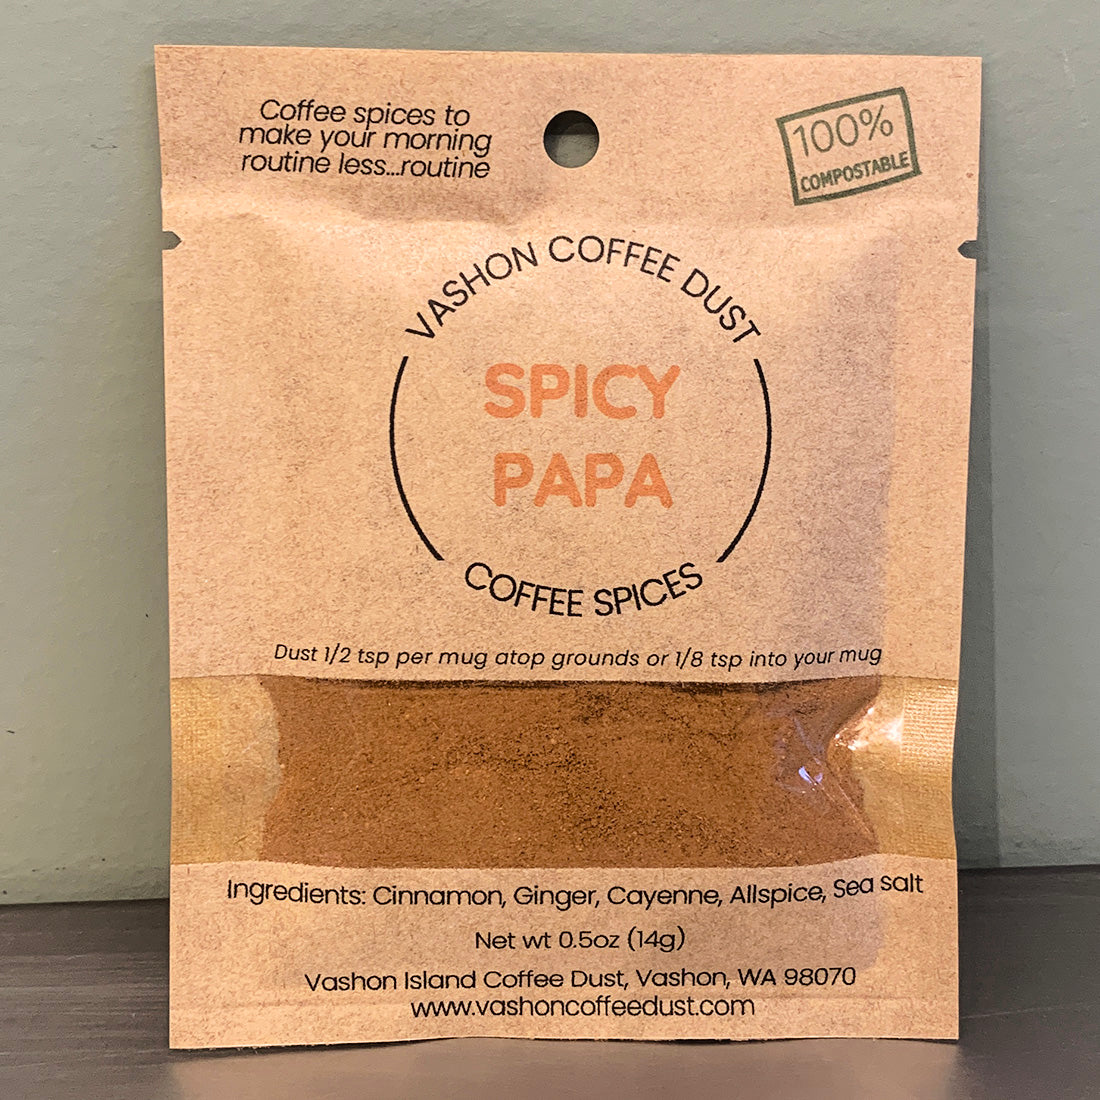 Coffee spices to
make your morning
routine less...routine
100%
COMPOSTABLE
VASHON COFFEE DUST
SPICY
PAPA
COFFEE SPICES
Dust 1/2 tsp per mug atop grounds or 1/8 tsp into your mug
Ingredients: Cinnamon, Ginger, Cayenne, Allspice, Sea salt
Net wt 0.5oz (14g)
Vashon Island Coffee Dust, Vashon, WA 98070
www.vashoncoffeedust.com